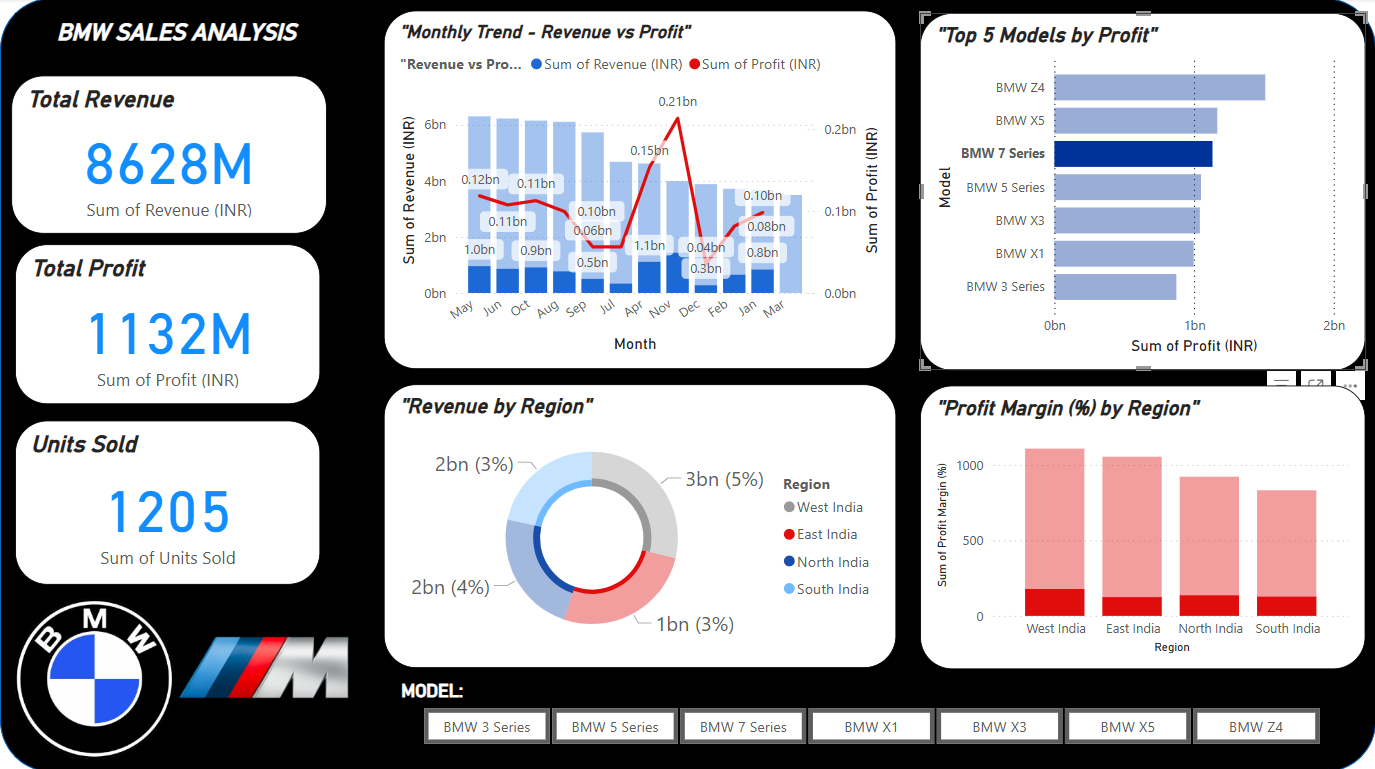 BMW SALES ANALYSIS
Total Revenue
8628M
Sum of Revenue (INR)
Total Profit
1132M
Sum of Profit (INR)
Units Sold
1205
Sum of Units Sold
BMW
"Monthly Trend - Revenue vs Profit"
"Revenue vs Pro... Sum of Revenue (INR) Sum of Profit (INR)
Sum of Revenue (INR)
6bn
4bn
2bn
0bn
0.12bn
0.11bn
0.11bn
0.10bn
0.06bn
0.15bn
0.21bn
0.04bn
0.08bn
0.10bn
1.0bn
0.9bn
0.5bn
1.1bn
0.3bn
0.8bn
0.2bn
0.1bn
0.0bn
Sum of Profit (INR)
May Jun Oct Aug Sep Jul Apr Nov Dec Feb Jan Mar
Month
"Top 5 Models by Profit"
Model
BMW Z4
BMW X5
BMW 7 Series
BMW 5 Series
BMW X3
BMW X1
BMW 3 Series
0bn 1bn 2bn
Sum of Profit (INR)
"Revenue by Region"
2bn (3%)
3bn (5%)
2bn (4%)
1bn (3%)
Region
West India
East India
North India
South India
"Profit Margin (%) by Region"
Sum of Profit Margin (%)
1000
500
0
West India East India North India South India
Region
MODEL:
BMW 3 Series BMW 5 Series BMW 7 Series BMW X1 BMW X3 BMW X5 BMW Z4